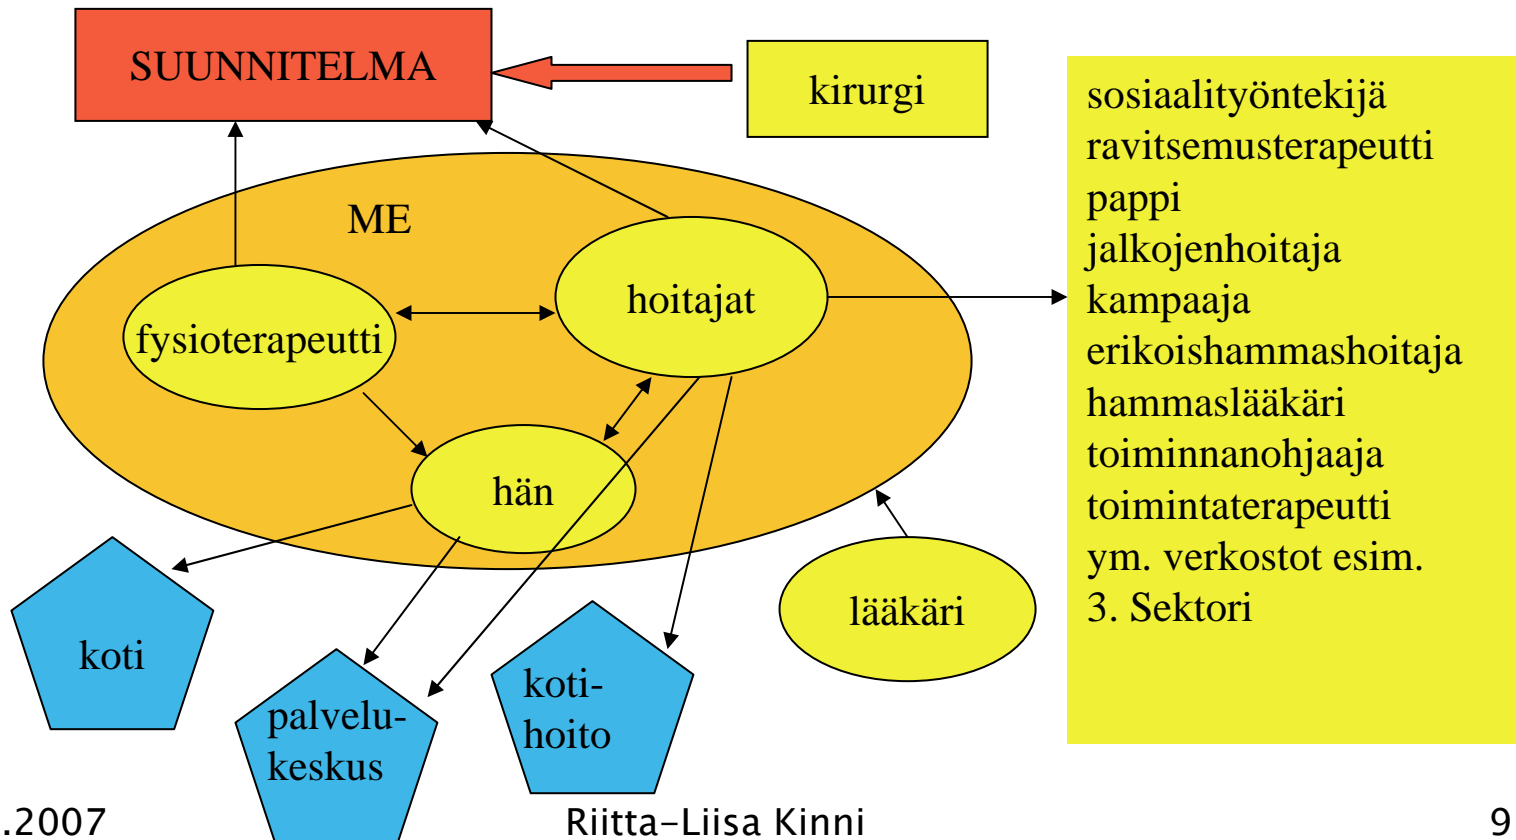 SUUNNITELMA
kirurgi
ME
hoitajat
fysioterapeutti
hän
lääkäri
koti
palvelu-
keskus
koti-
hoito
sosiaalityöntekijä
ravitsemusterapeutti
pappi
jalkojenhoitaja
kampaaja
erikoishammashoitaja
hammaslääkäri
toiminnanohjaaja
toimintaterapeutti
ym. verkostot esim.
3. Sektori
.2007
Riitta-Liisa Kinni
9